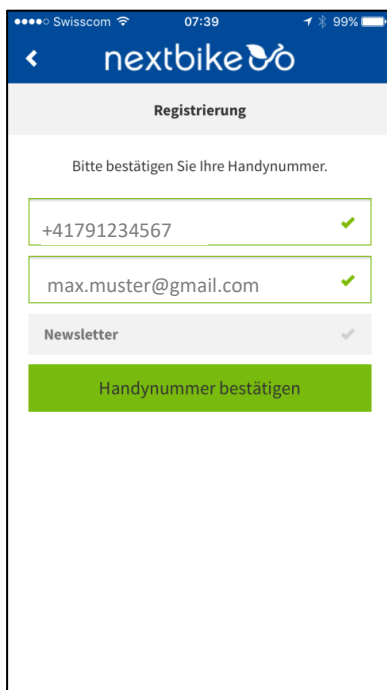 Swisscom 07:39 99%
nextbike
Registrierung
Bitte bestätigen Sie Ihre Handynummer.
+41791234567
max.muster@gmail.com
Newsletter
Handynummer bestätigen